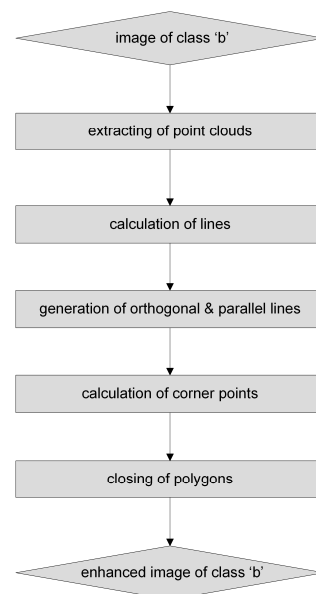 image of class ‘b’
extracting of point clouds
calculation of lines
generation of orthogonal & parallel lines
calculation of corner points
closing of polygons
enhanced image of class ‘b’